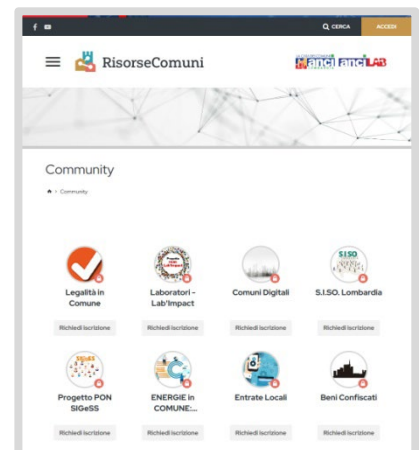 CERCA
ACCEDI
RisorseComuni
anci anciLAB
Community
> Community
S.I.SO.
Legalità in
Comune
Laboratori -
Lab'Impact
Comuni Digitali
S.I.SO. Lombardia
Richiedi Iscrizione
Richiedi Iscrizione
Richiedi Iscrizione
Richiedi Iscrizione
Progetto PON
SIGeSS
ENERGIE in
COMUNE:...
Entrate Locali
Beni Confiscati
Richiedi Iscrizione
Richiedi Iscrizione
Richiedi Iscrizione
Richiedi Iscrizione